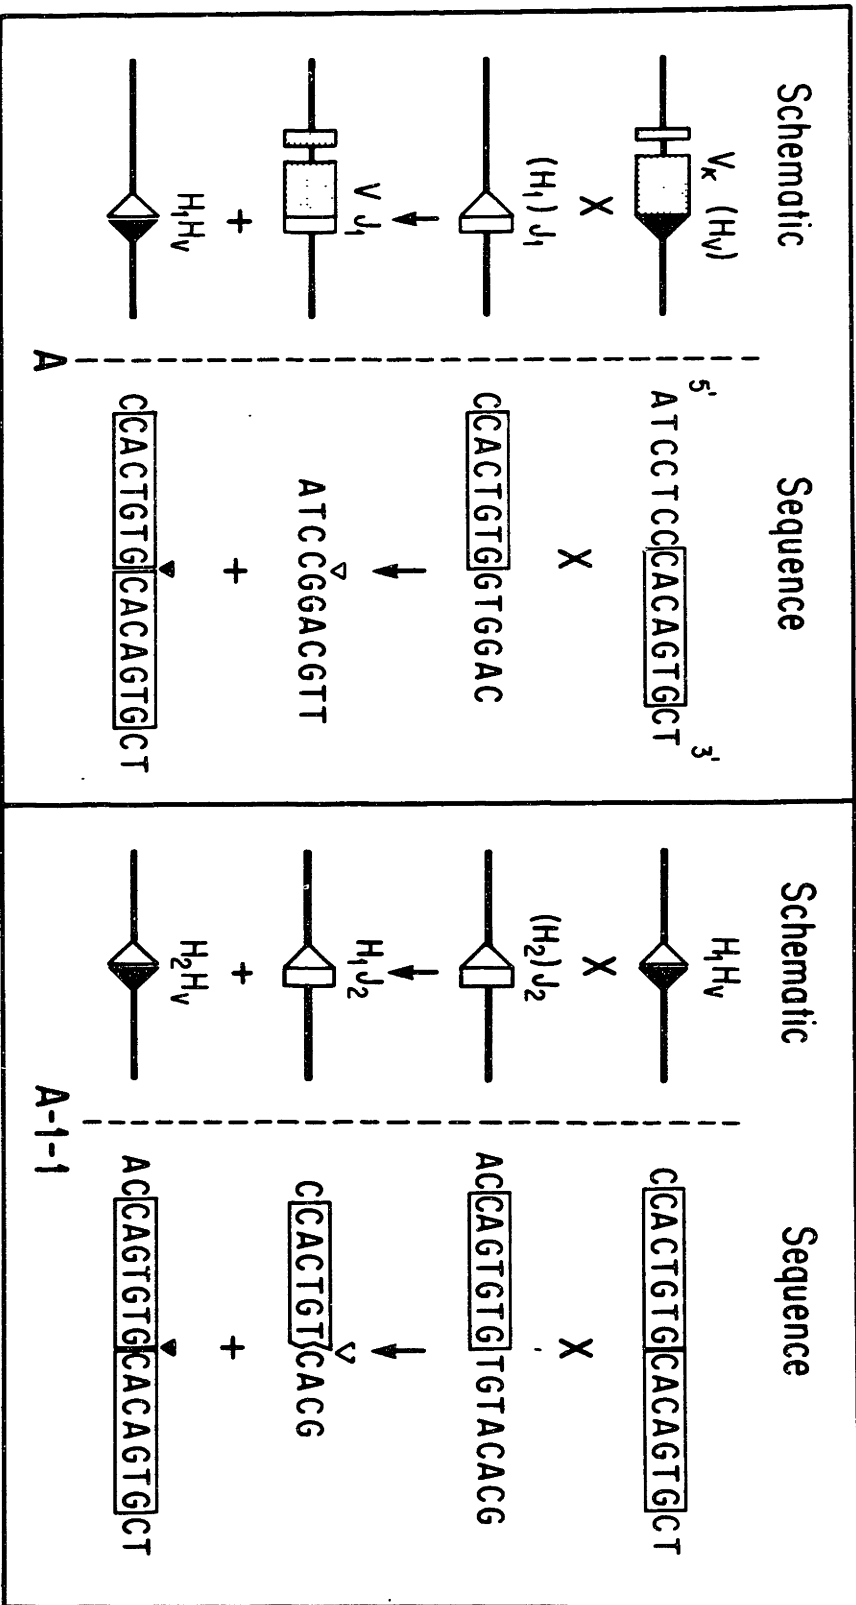 Schematic
Sequence
Vκ (Hv)
5'
ATCCTCCCACAGTGCT
3'
X
X
(H₁) J₁
CCACTGTGGTGGAC
V J₁
ATCCGGACGTT
+
+
H₁Hv
CCACTGTGCACAGTGCT
A
Schematic
Sequence
H₁Hv
CCACTGTGCACAGTGCT
X
X
(H₂) J₂
ACCAGTGTGTGTACACG
H₁J₂
CCACTGTCACG
+
+
H₂Hv
ACCAGTGTGCACAGTGCT
A-1-1